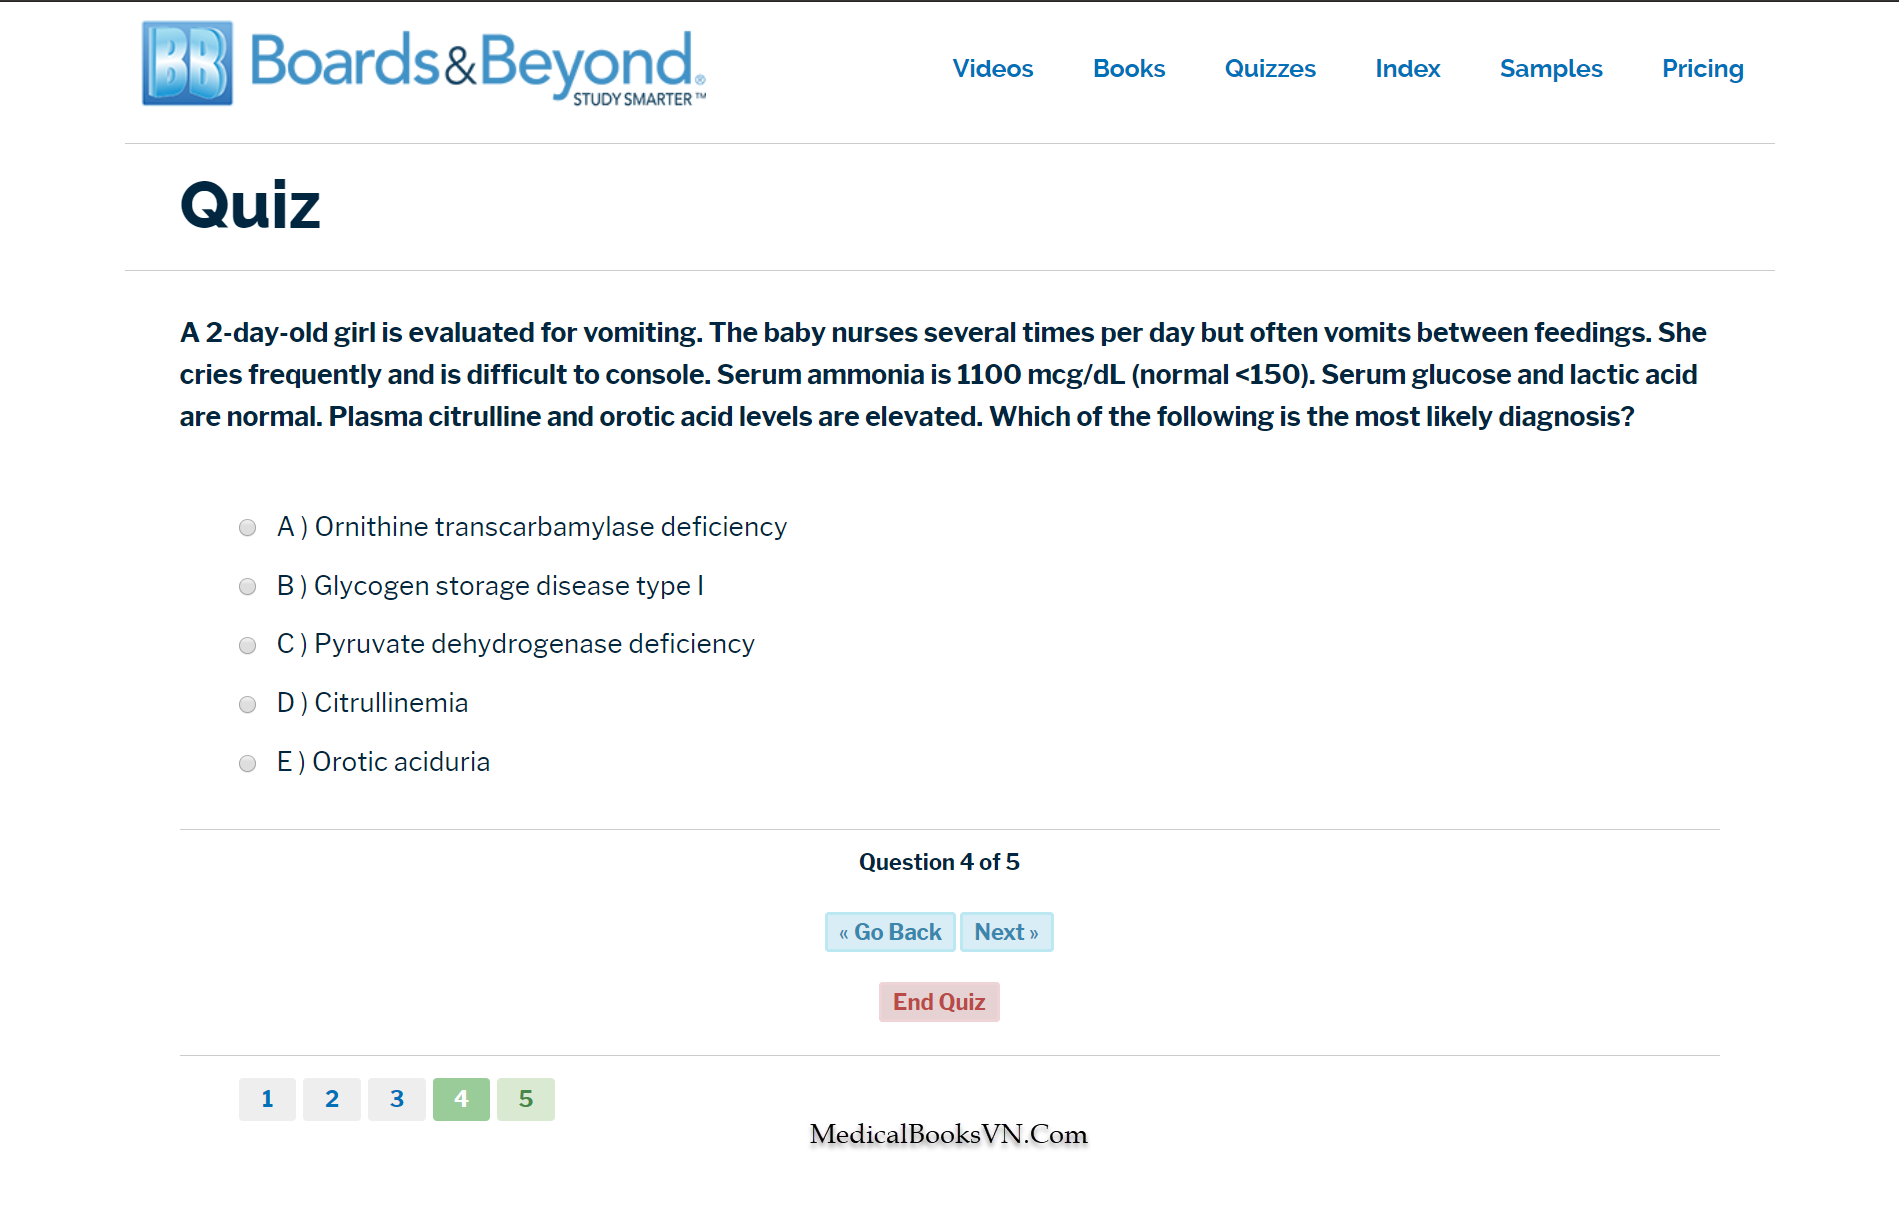 BB Boards&Beyond®
STUDY SMARTER™
Videos Books Quizzes Index Samples Pricing
Quiz
A 2-day-old girl is evaluated for vomiting. The baby nurses several times per day but often vomits between feedings. She
cries frequently and is difficult to console. Serum ammonia is 1100 mcg/dL (normal <150). Serum glucose and lactic acid
are normal. Plasma citrulline and orotic acid levels are elevated. Which of the following is the most likely diagnosis?
A ) Ornithine transcarbamylase deficiency
B ) Glycogen storage disease type I
C ) Pyruvate dehydrogenase deficiency
D ) Citrullinemia
E ) Orotic aciduria
Question 4 of 5
« Go Back Next »
End Quiz
1 2 3 4 5
MedicalBooksVN.Com